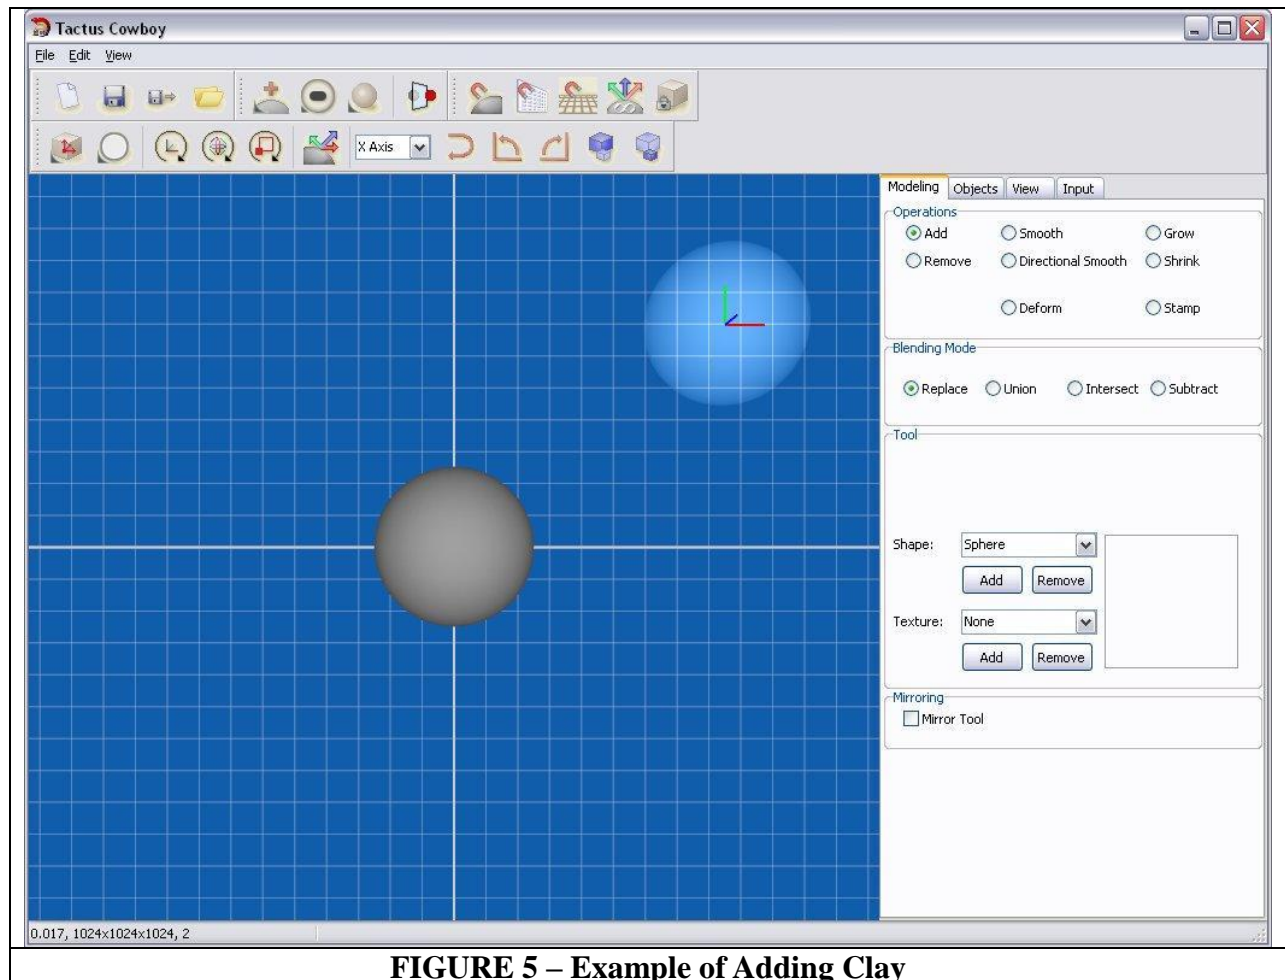 Tactus Cowboy
File Edit View
X Axis
Modeling Objects View Input
Operations
Add Smooth Grow
Remove Directional Smooth Shrink
Deform Stamp
Blending Mode
Replace Union Intersect Subtract
Tool
Shape: Sphere
Add Remove
Texture: None
Add Remove
Mirroring
Mirror Tool
0.017, 1024x1024x1024, 2
FIGURE 5 – Example of Adding Clay